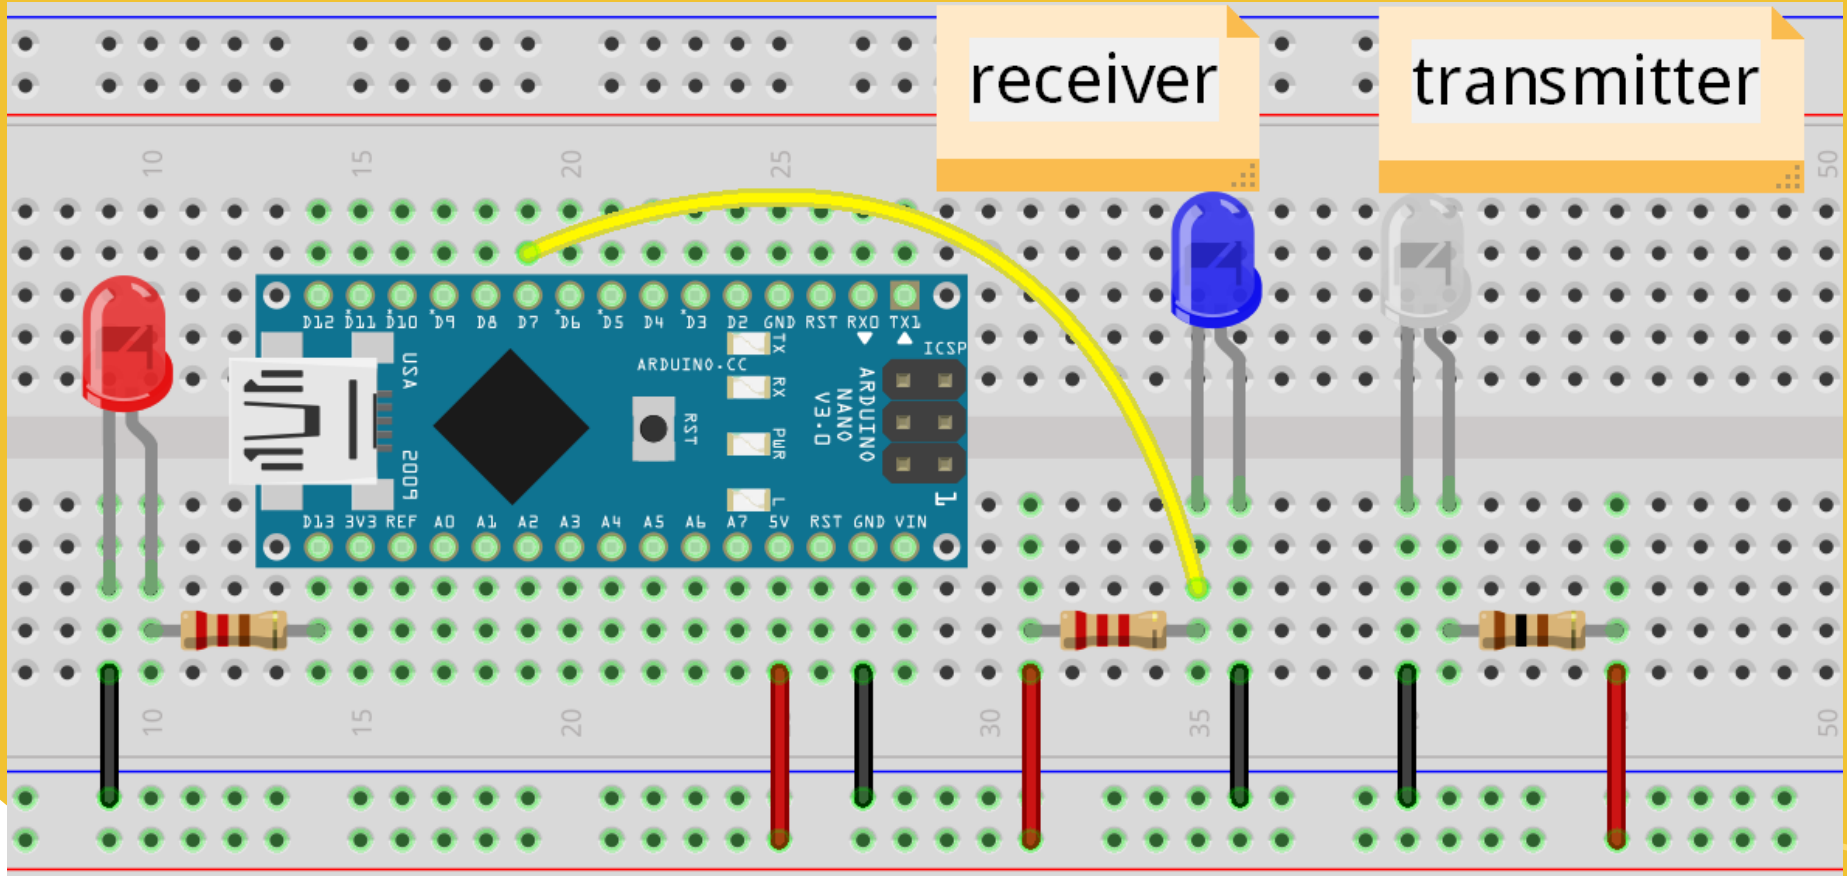 receiver
transmitter
10
15
20
25
50
D12 D11 D10 D9 D8 D7 D6 D5 D4 D3 D2 GND RST RX0 TX1
ICSP
ARDUINO.CC
TX
RX
PWR
L
RST
ARDUINO
NANO
V3.0
USA
2009
1
D13 3V3 REF A0 A1 A2 A3 A4 A5 A6 A7 5V RST GND VIN
10
15
20
30
35
50